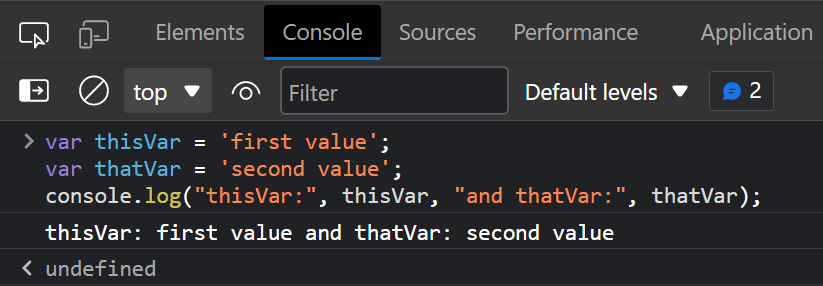 Elements Console Sources Performance Application
top Filter Default levels 2
var thisVar = 'first value';
var thatVar = 'second value';
console.log("thisVar:", thisVar, "and thatVar:", thatVar);
thisVar: first value and thatVar: second value
undefined